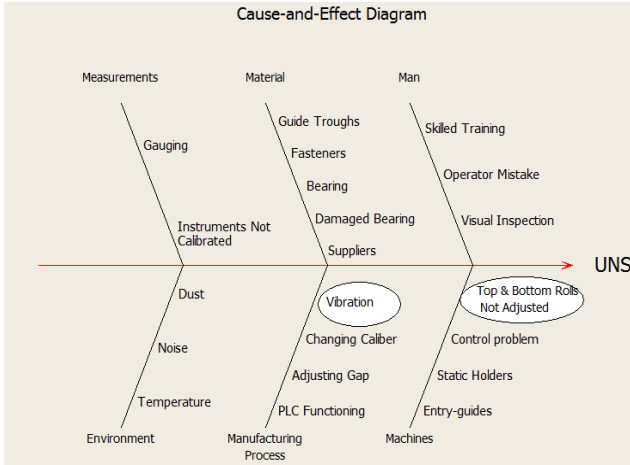 Cause-and-Effect Diagram
Measurements
Material
Man
Gauging
Instruments Not
Calibrated
Guide Troughs
Fasteners
Bearing
Damaged Bearing
Suppliers
Skilled Training
Operator Mistake
Visual Inspection
UNS
Dust
Noise
Temperature
Environment
Vibration
Changing Caliber
Adjusting Gap
PLC Functioning
Manufacturing
Process
Top & Bottom Rolls
Not Adjusted
Control problem
Static Holders
Entry-guides
Machines